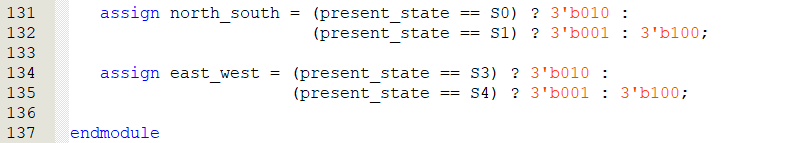 131 assign north_south = (present_state == S0) ? 3'b010 :
132 (present_state == S1) ? 3'b001 : 3'b100;
133
134 assign east_west = (present_state == S3) ? 3'b010 :
135 (present_state == S4) ? 3'b001 : 3'b100;
136
137 endmodule